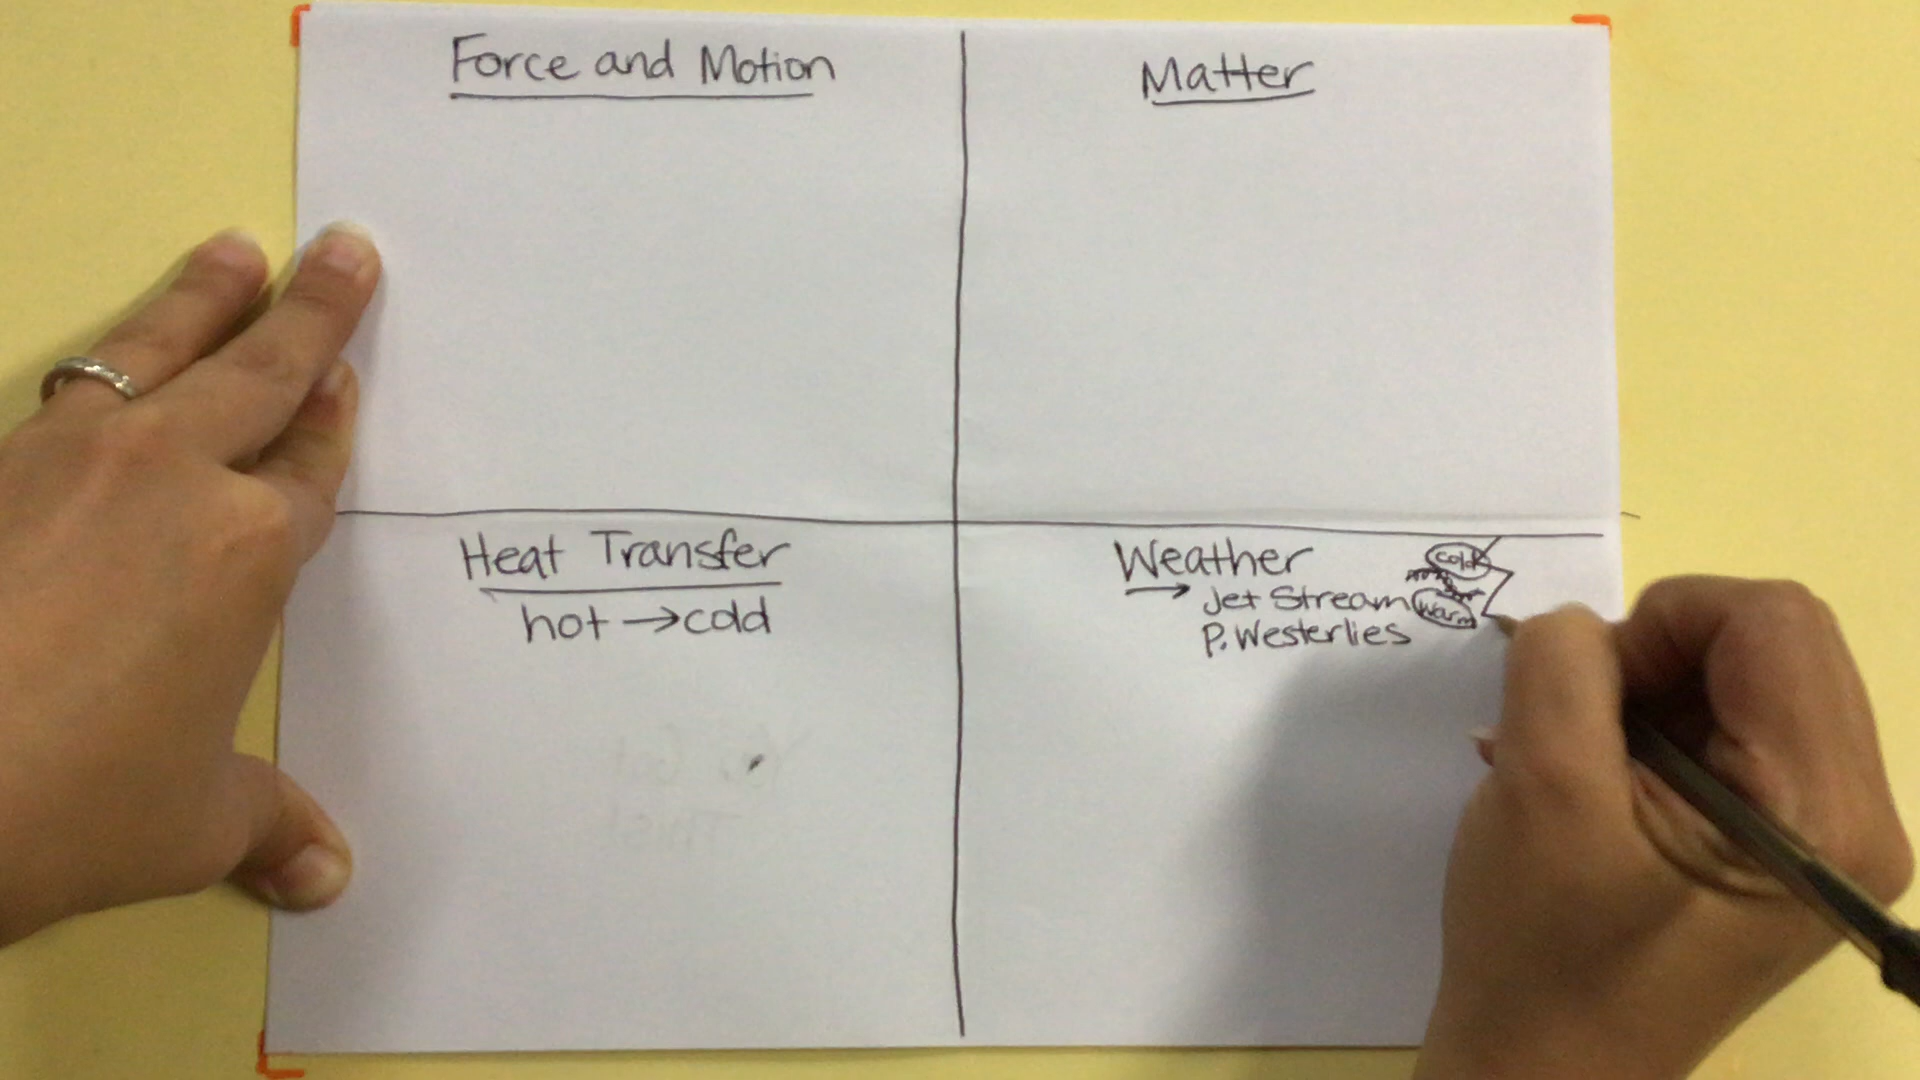 Force and Motion
Matter
Heat Transfer
hot → cold
Weather
→ Jet Stream
P. Westerlies
cold
warm